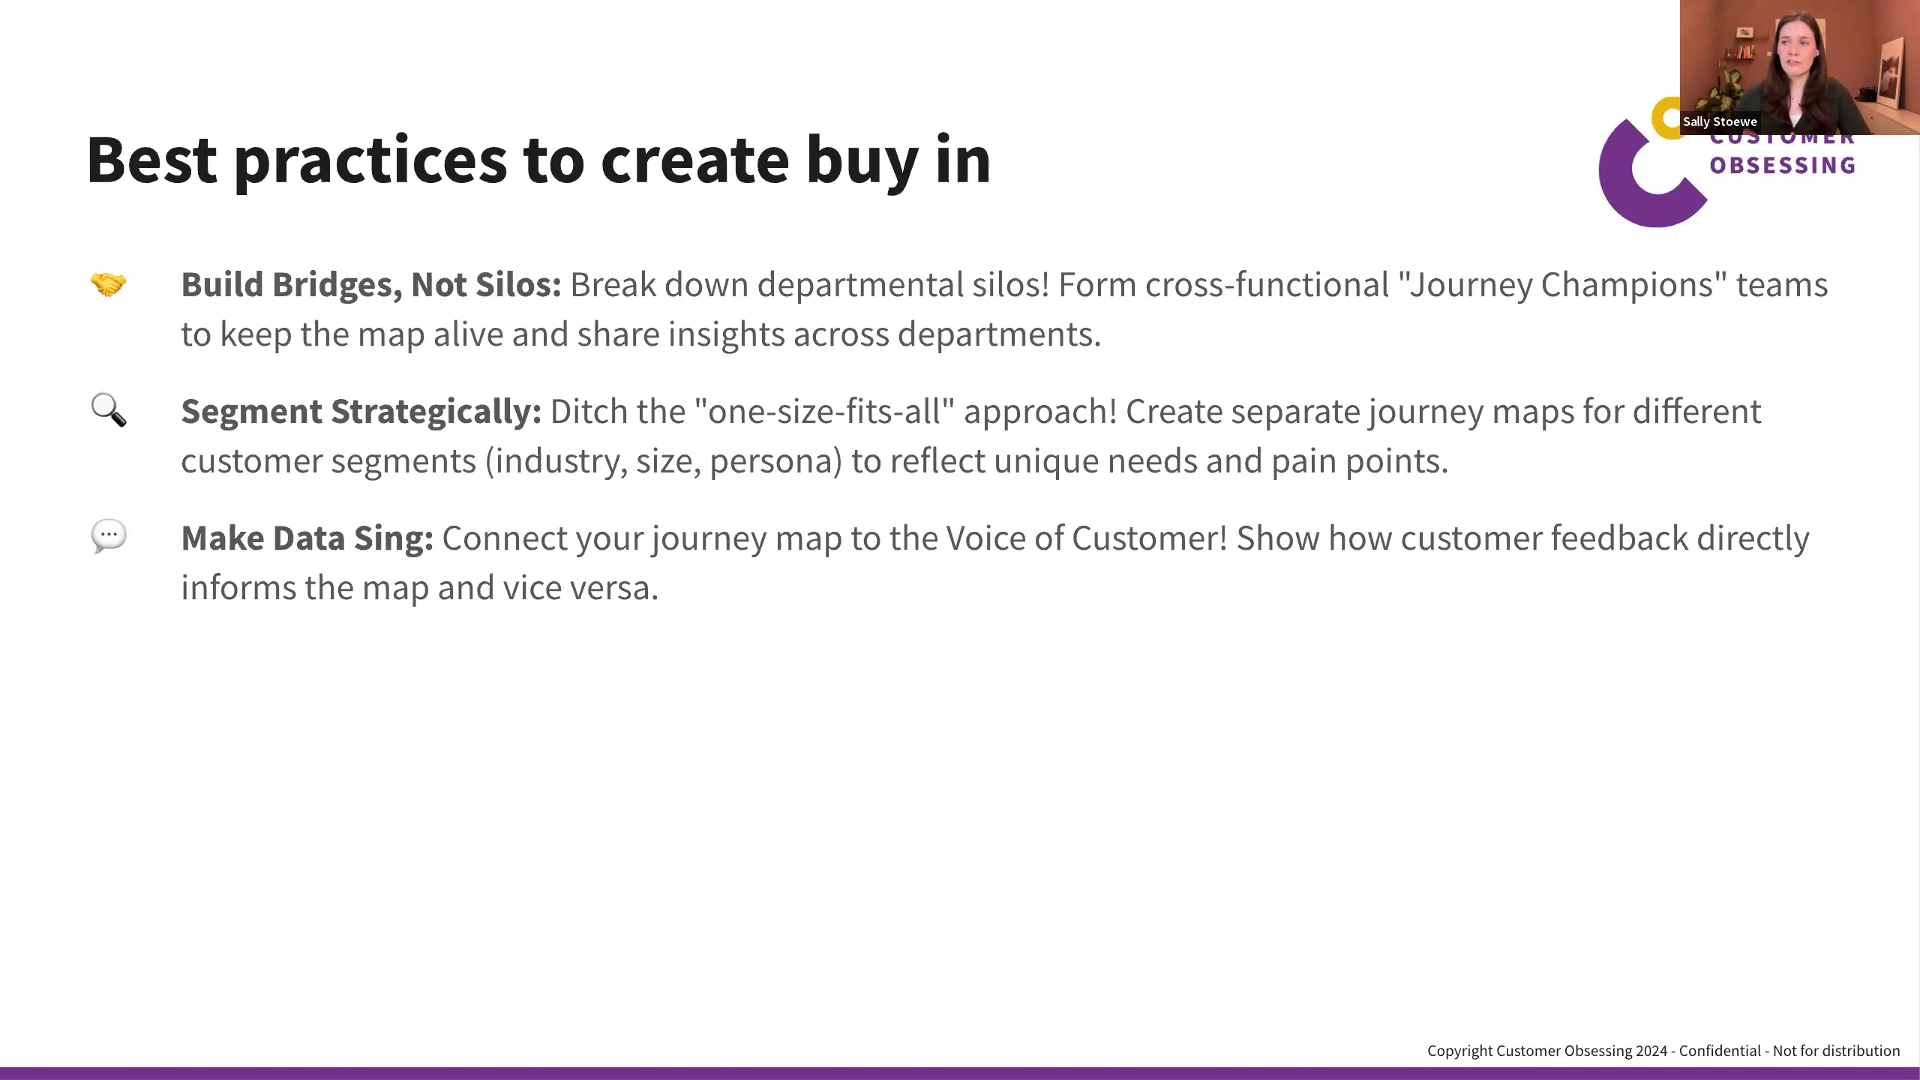 Sally Stoewe
CUSTOMER
OBSESSING
Best practices to create buy in
Build Bridges, Not Silos: Break down departmental silos! Form cross-functional "Journey Champions" teams
to keep the map alive and share insights across departments.
Segment Strategically: Ditch the "one-size-fits-all" approach! Create separate journey maps for different
customer segments (industry, size, persona) to reflect unique needs and pain points.
Make Data Sing: Connect your journey map to the Voice of Customer! Show how customer feedback directly
informs the map and vice versa.
Copyright Customer Obsessing 2024 - Confidential - Not for distribution